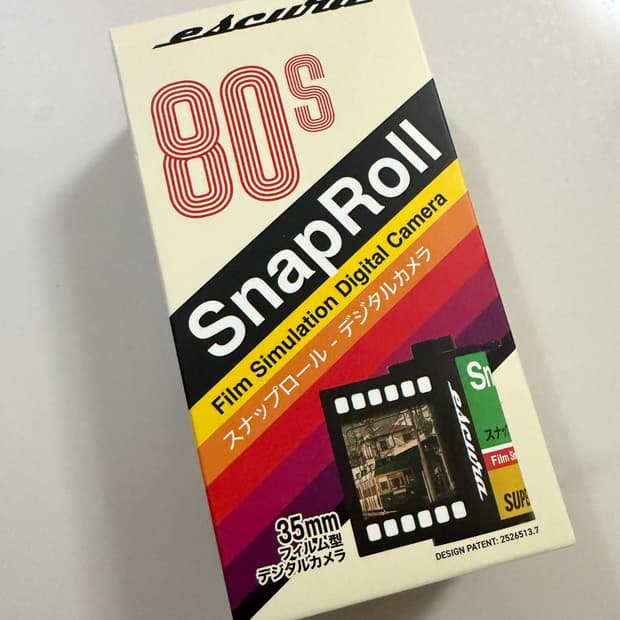 escura
80s
SnapRoll
Film Simulation Digital Camera
スナップロール - デジタルカメラ
escura
35mm
フィルム型
デジタルカメラ
DESIGN PATENT: 2526513.7